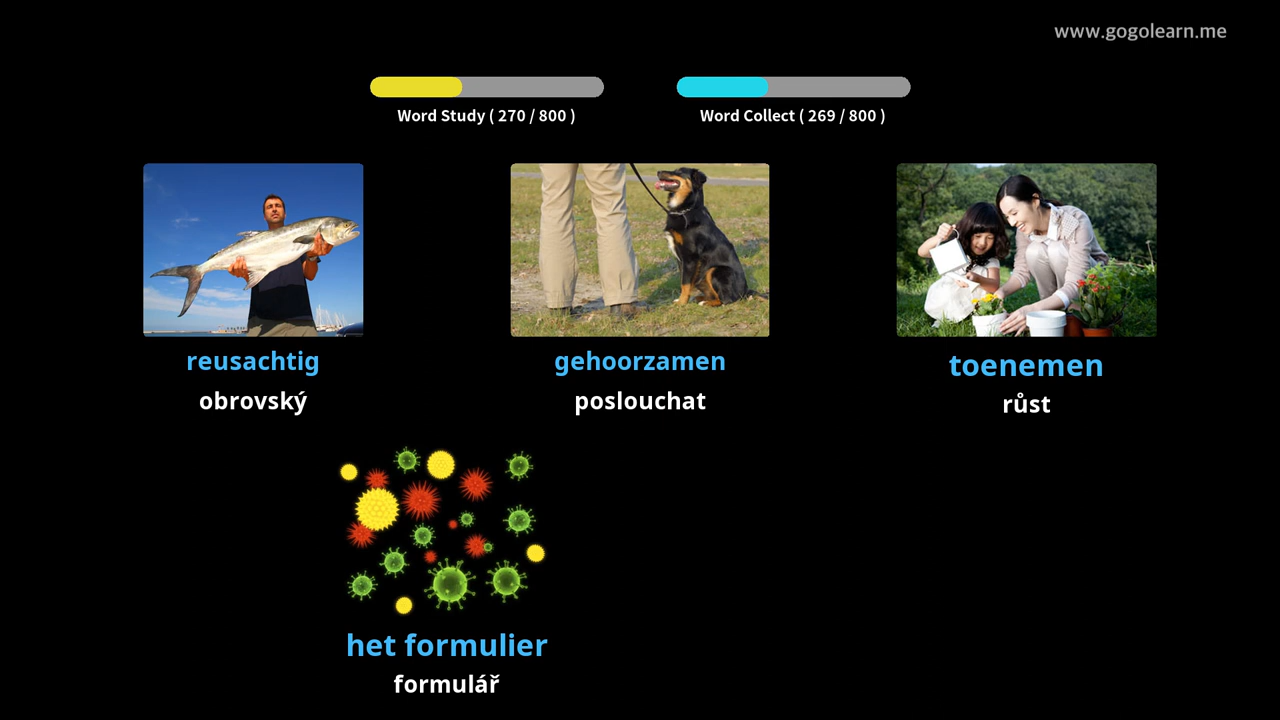 www.gogolearn.me
Word Study ( 270 / 800 )
Word Collect ( 269 / 800 )
reusachtig
obrovský
gehoorzamen
poslouchat
toenemen
růst
het formulier
formulář